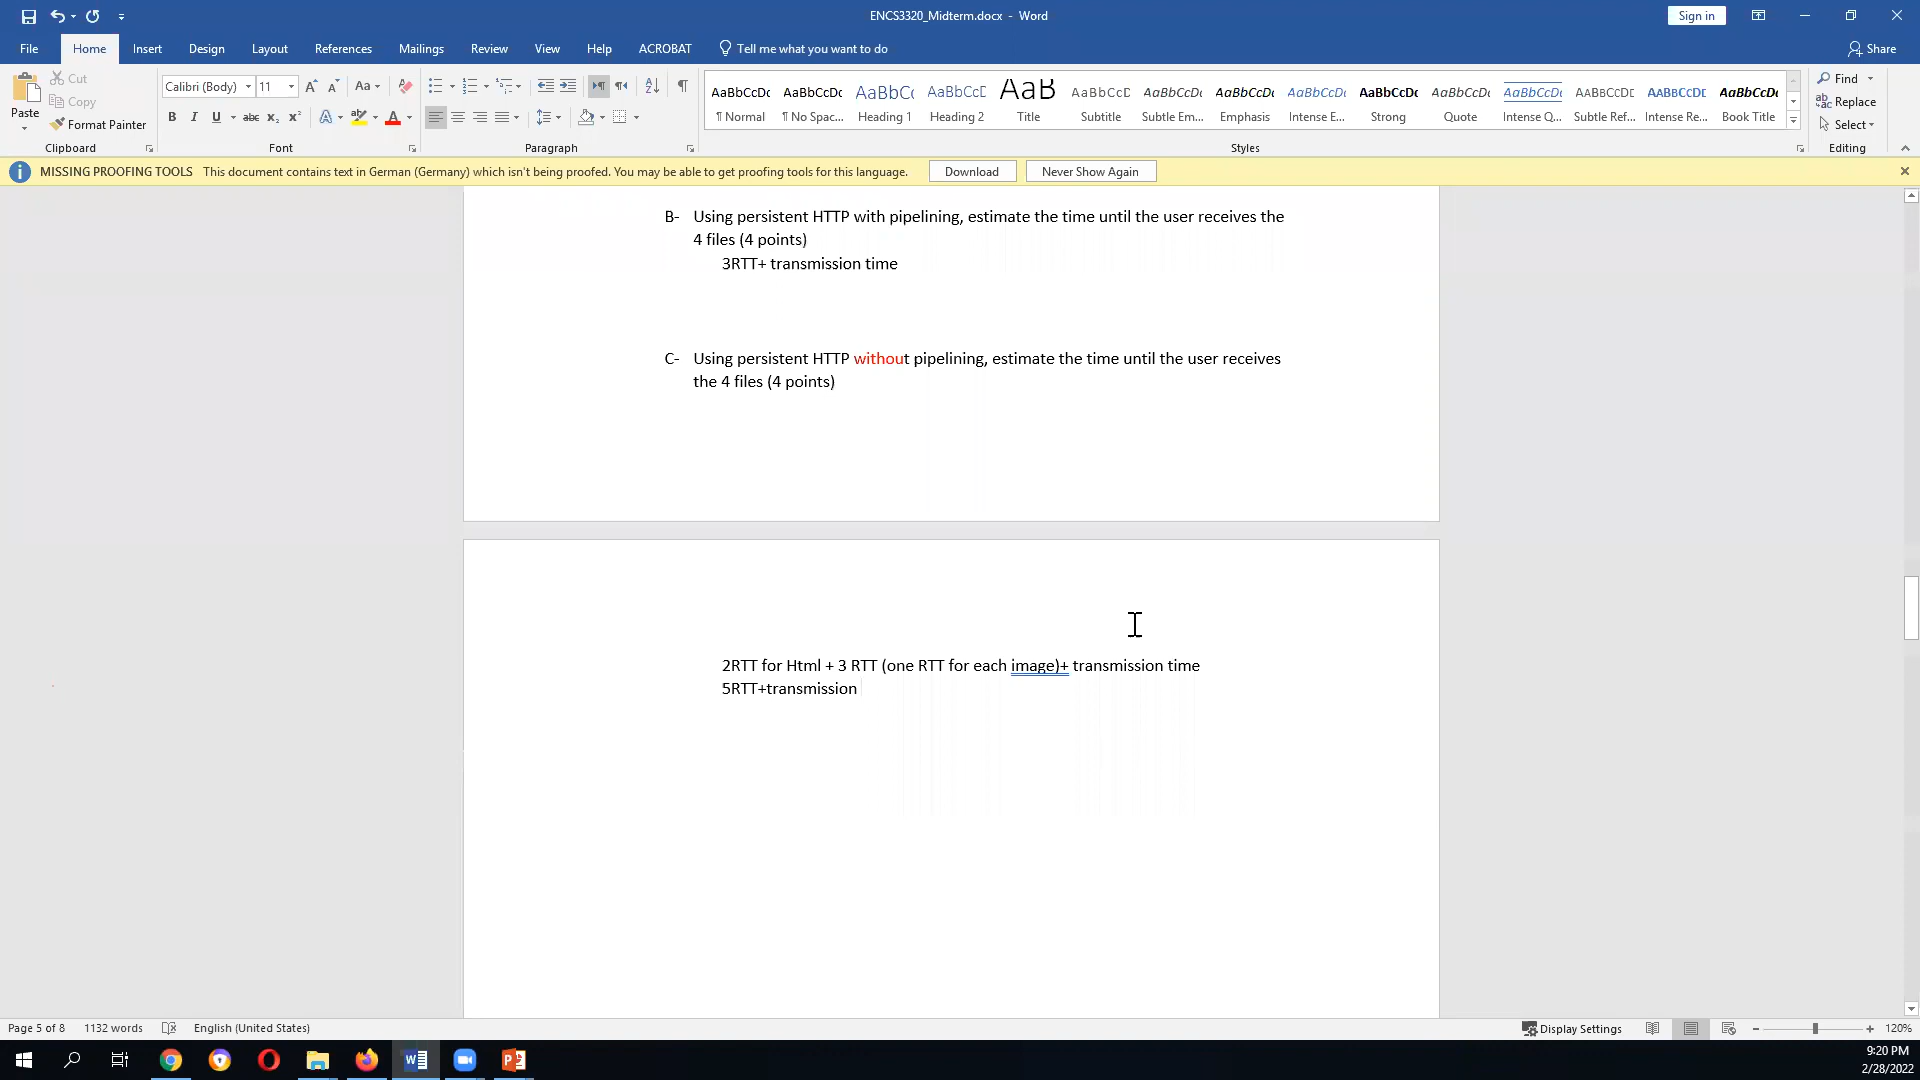 ENCS3320_Midterm.docx - Word
Sign in
File Home Insert Design Layout References Mailings Review View Help ACROBAT Tell me what you want to do
Share
Paste
Cut
Copy
Format Painter
Clipboard
Calibri (Body) 11
Font
Paragraph
AaBbCcDc AaBbCcDc AaBbCc AaBbCcD AaB AaBbCcD AaBbCcDc AaBbCcDc AaBbCcDc AaBbCcDc AaBbCcDc AaBbCcDc AABBCCDD AABBCCDD AaBbCcDc
¶ Normal ¶ No Spac... Heading 1 Heading 2 Title Subtitle Subtle Em... Emphasis Intense E... Strong Quote Intense Q... Subtle Ref... Intense Re... Book Title
Styles
Find
Replace
Select
Editing
MISSING PROOFING TOOLS This document contains text in German (Germany) which isn't being proofed. You may be able to get proofing tools for this language. Download Never Show Again
B- Using persistent HTTP with pipelining, estimate the time until the user receives the
4 files (4 points)
3RTT+ transmission time
C- Using persistent HTTP without pipelining, estimate the time until the user receives
the 4 files (4 points)
2RTT for Html + 3 RTT (one RTT for each image)+ transmission time
5RTT+transmission
Page 5 of 8 1132 words English (United States)
Display Settings
120%
9:20 PM
2/28/2022